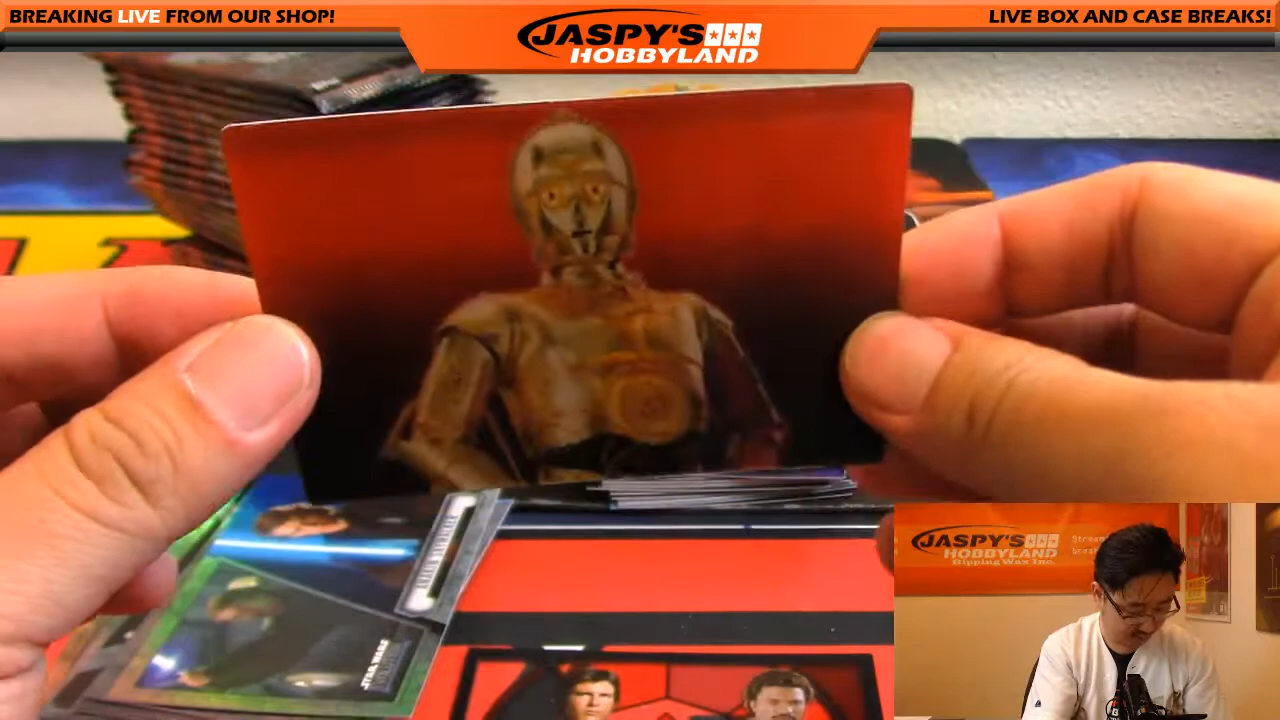 BREAKING LIVE FROM OUR SHOP!
JASPY'S
HOBBYLAND
LIVE BOX AND CASE BREAKS!
STAR WARS
JASPY'S
HOBBYLAND
Ripping Wax Inc.